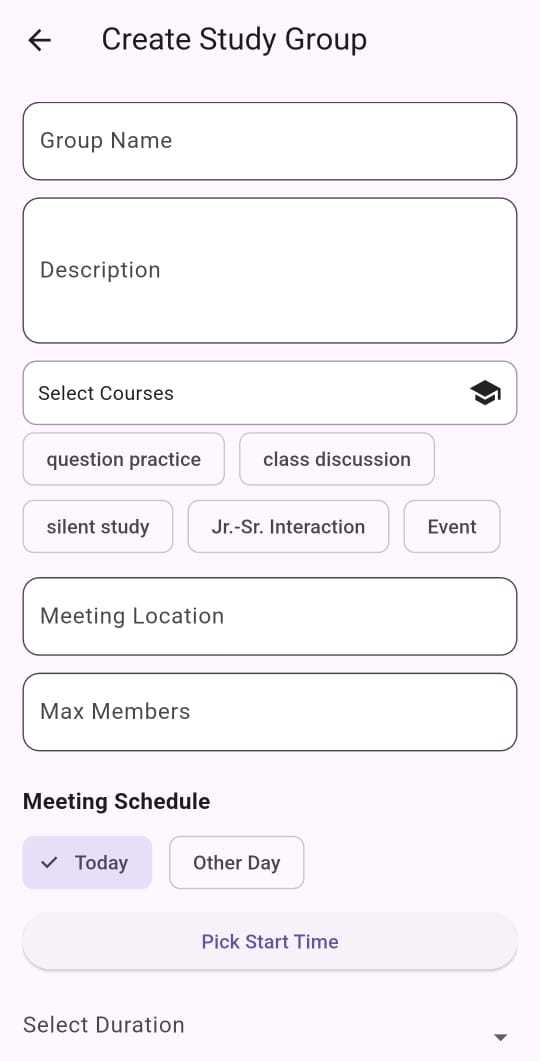 Create Study Group
Group Name
Description
Select Courses
question practice class discussion
silent study Jr.-Sr. Interaction Event
Meeting Location
Max Members
Meeting Schedule
Today Other Day
Pick Start Time
Select Duration